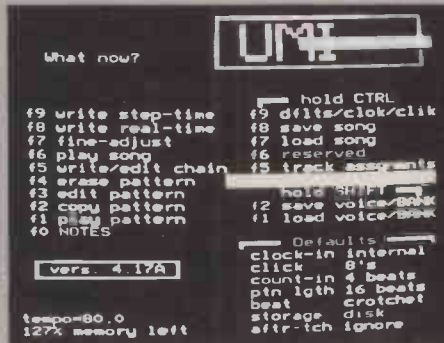 What now?
UMI
f9 write step-time
f8 write real-time
f7 fine-adjust
f6 play song
f5 write/edit chain
f4 erase pattern
f3 edit pattern
f2 copy pattern
f1 play pattern
f0 NOTES
vers. 4.17A
tempo=80.0
127% memory left
hold CTRL
f9 dflts/clok/clik
f8 save song
f7 load song
f6 reserved
f5 track assgments
hold SHIFT
f2 save voice/BANK
f1 load voice/BANK
Defaults
clock-in internal
click 8's
count-in 4 beats
ptn lgth 16 beats
beat crotchet
storage disk
aftr-tch ignore